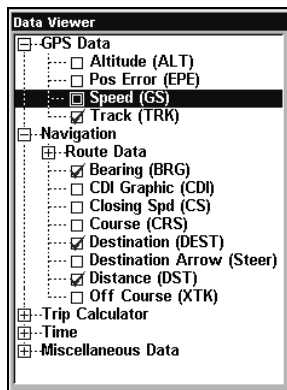 Data Viewer
GPS Data
Altitude (ALT)
Pos Error (EPE)
Speed (GS)
Track (TRK)
Navigation
Route Data
Bearing (BRG)
CDI Graphic (CDI)
Closing Spd (CS)
Course (CRS)
Destination (DEST)
Destination Arrow (Steer)
Distance (DST)
Off Course (XTK)
Trip Calculator
Time
Miscellaneous Data